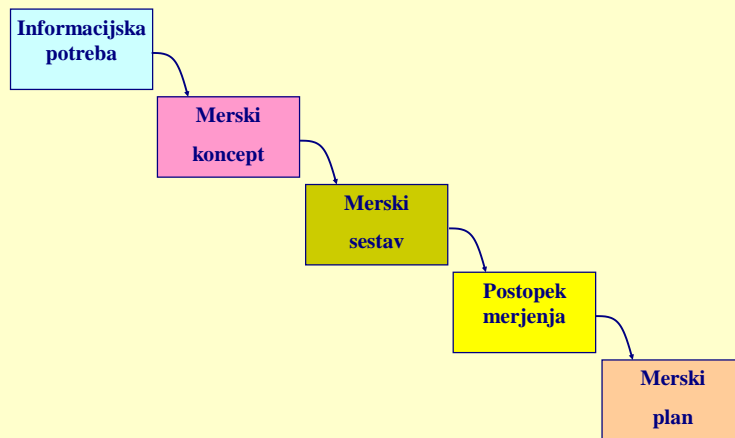 Informacijska
potreba
Merski
koncept
Merski
sestav
Postopek
merjenja
Merski
plan